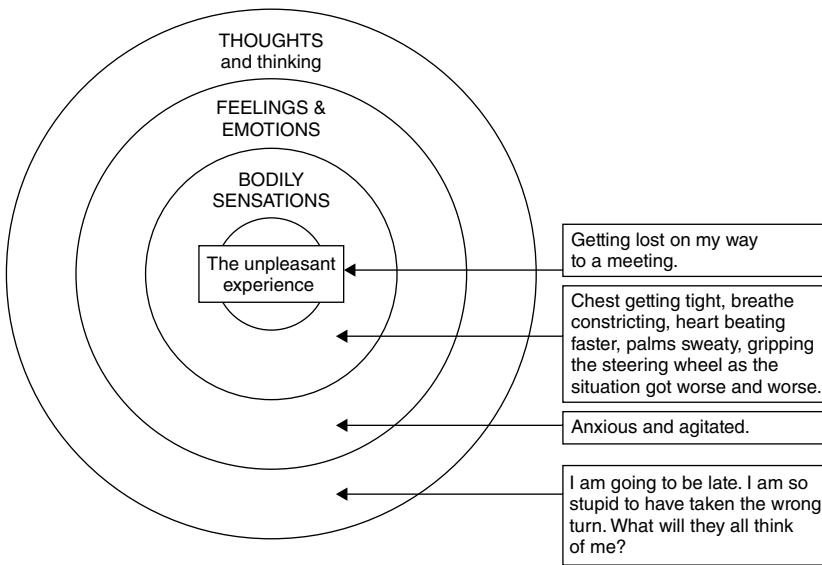 THOUGHTS
and thinking
FEELINGS &
EMOTIONS
BODILY
SENSATIONS
The unpleasant
experience
Getting lost on my way
to a meeting.
Chest getting tight, breathe
constricting, heart beating
faster, palms sweaty, gripping
the steering wheel as the
situation got worse and worse.
Anxious and agitated.
I am going to be late. I am so
stupid to have taken the wrong
turn. What will they all think
of me?